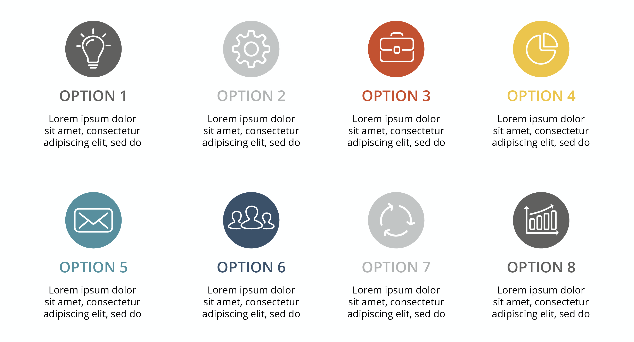 OPTION 1
Lorem ipsum dolor
sit amet, consectetur
adipiscing elit, sed do
OPTION 2
Lorem ipsum dolor
sit amet, consectetur
adipiscing elit, sed do
OPTION 3
Lorem ipsum dolor
sit amet, consectetur
adipiscing elit, sed do
OPTION 4
Lorem ipsum dolor
sit amet, consectetur
adipiscing elit, sed do
OPTION 5
Lorem ipsum dolor
sit amet, consectetur
adipiscing elit, sed do
OPTION 6
Lorem ipsum dolor
sit amet, consectetur
adipiscing elit, sed do
OPTION 7
Lorem ipsum dolor
sit amet, consectetur
adipiscing elit, sed do
OPTION 8
Lorem ipsum dolor
sit amet, consectetur
adipiscing elit, sed do